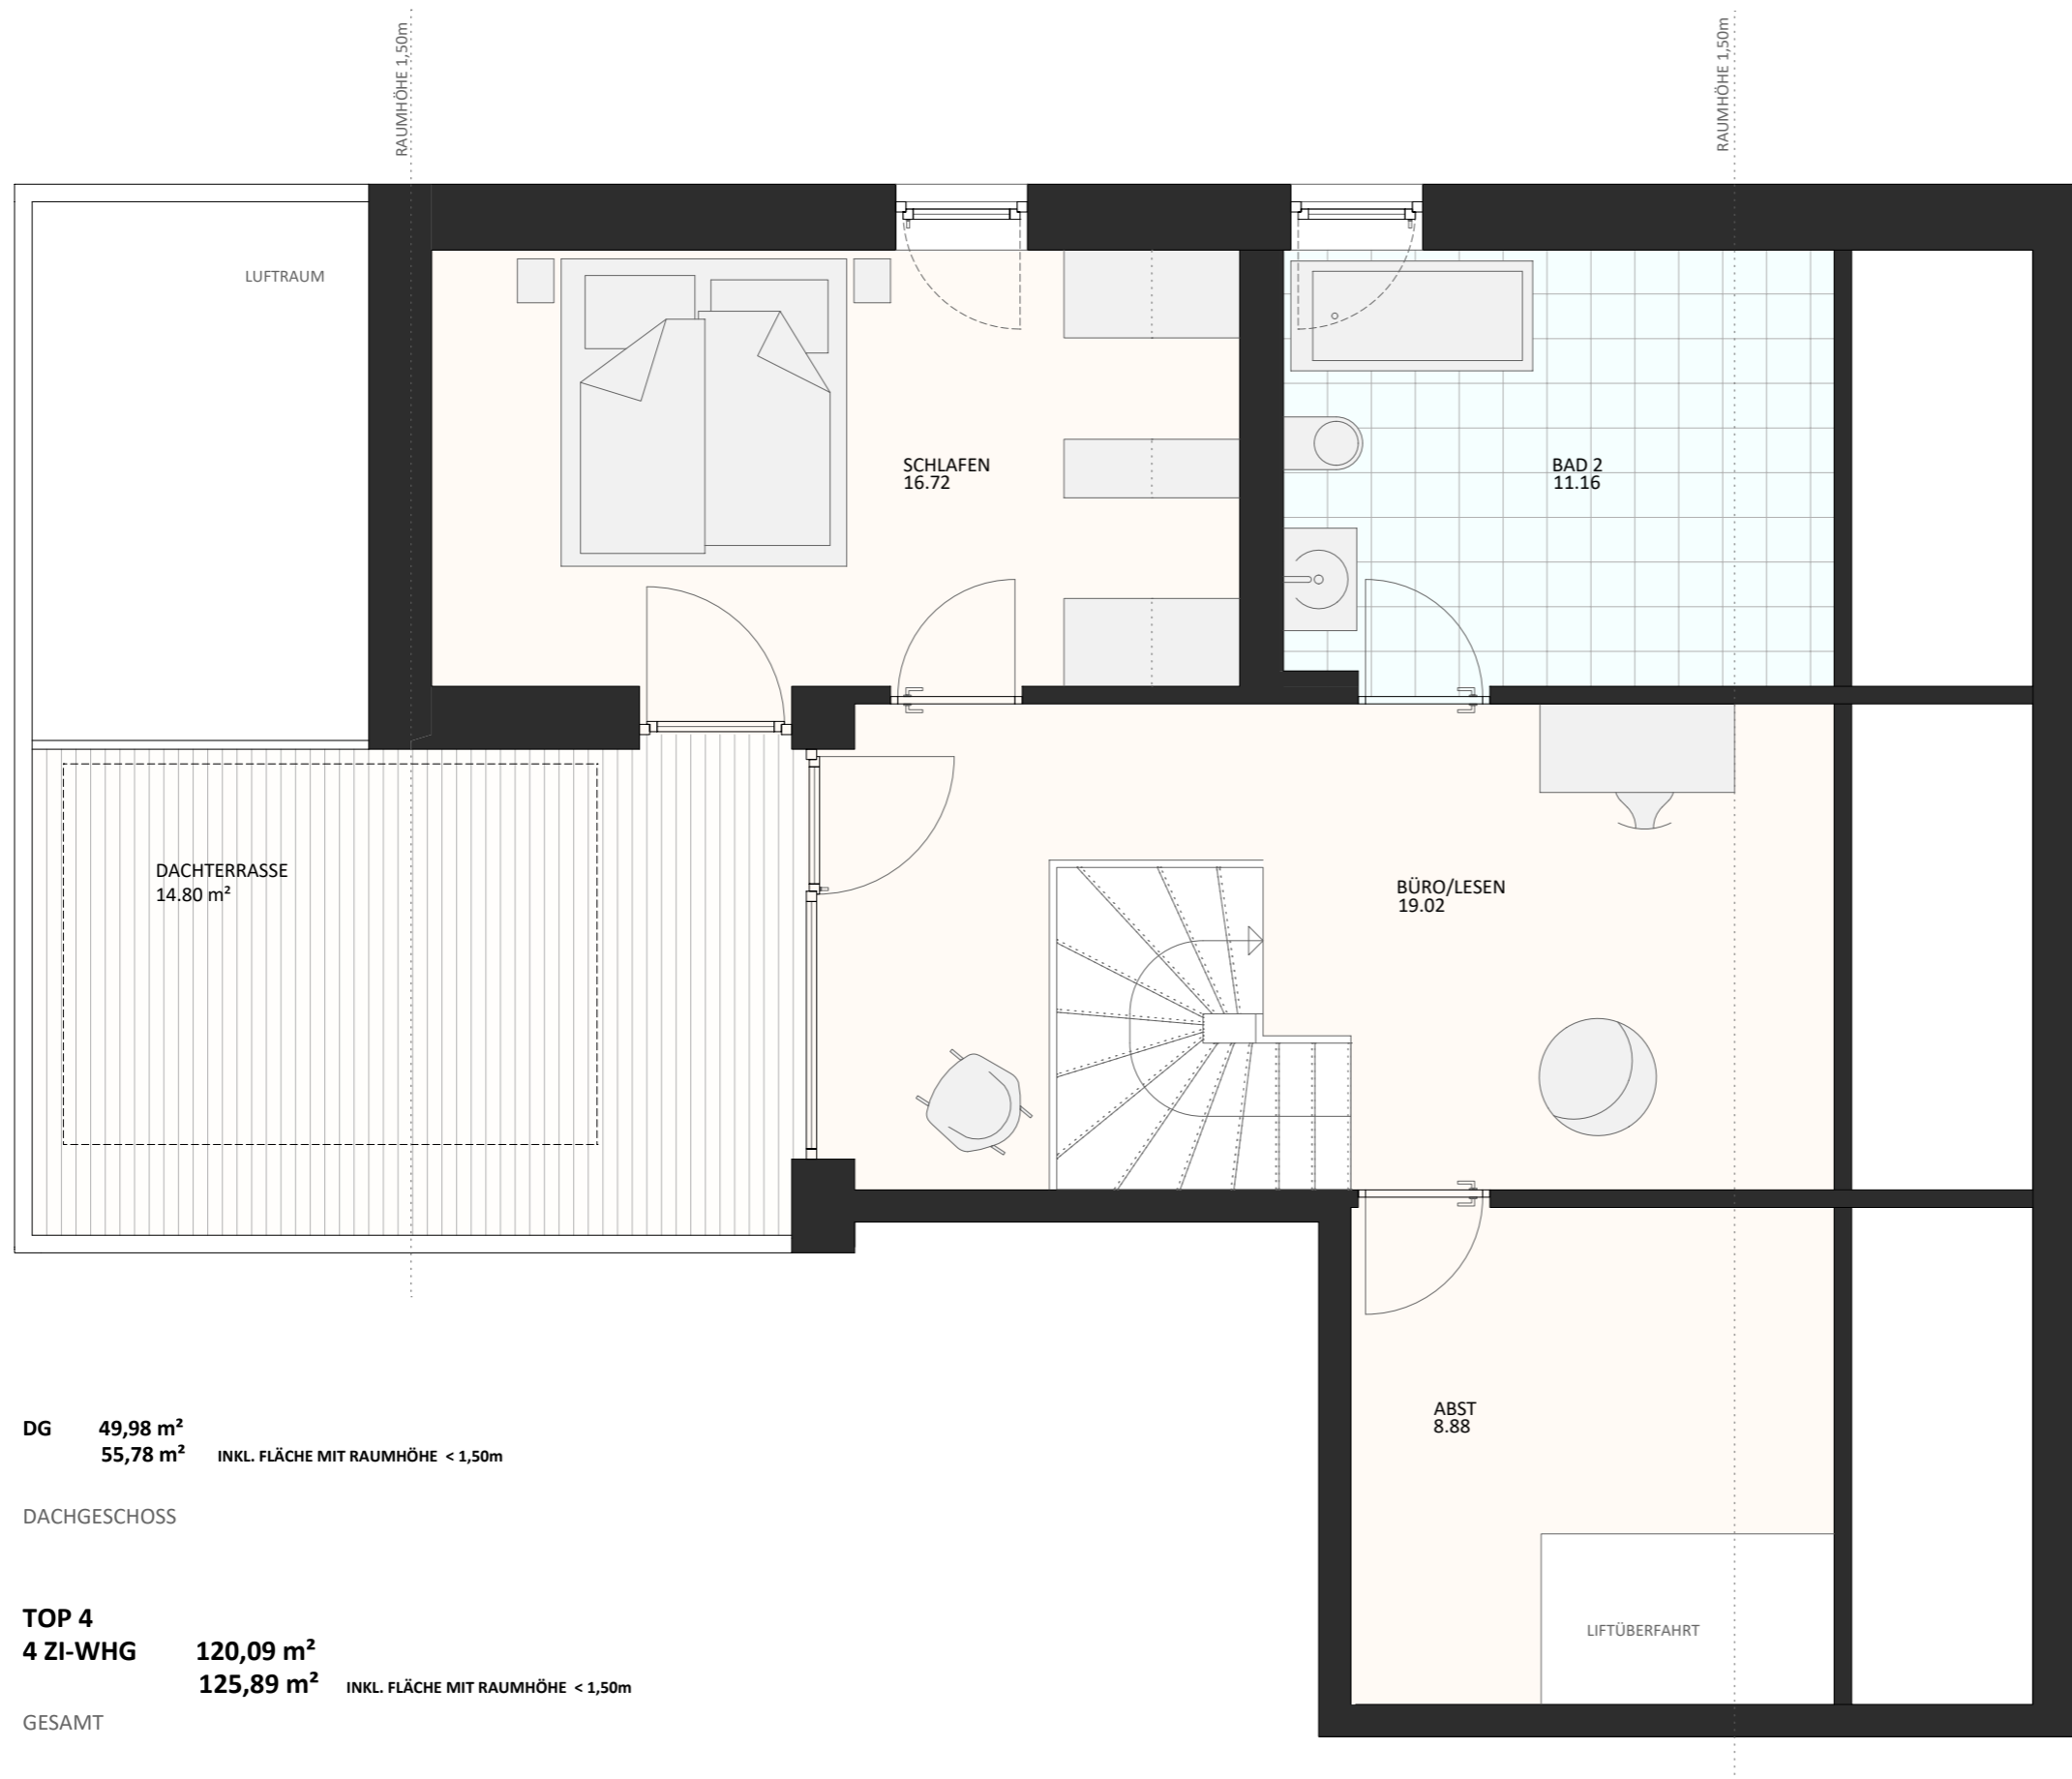 RAUMHÖHE 1,50m
RAUMHÖHE 1,50m
LUFTRAUM
SCHLAFEN
16.72
BAD 2
11.16
DACHTERRASSE
14.80 m²
BÜRO/LESEN
19.02
ABST
8.88
LIFTÜBERFAHRT
DG 49,98 m²
55,78 m² INKL. FLÄCHE MIT RAUMHÖHE < 1,50m
DACHGESCHOSS
TOP 4
4 ZI-WHG 120,09 m²
125,89 m² INKL. FLÄCHE MIT RAUMHÖHE < 1,50m
GESAMT